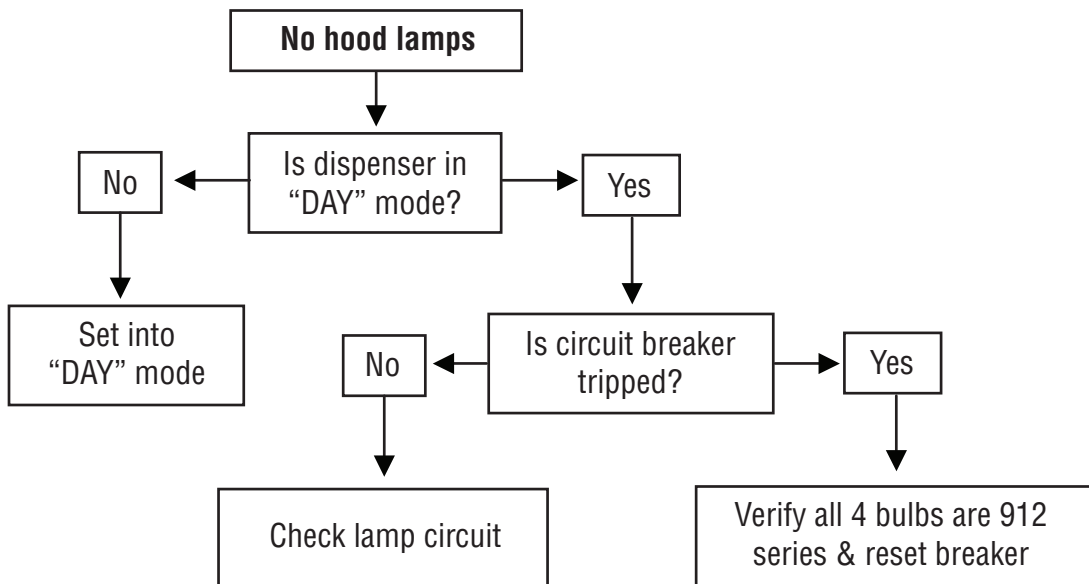 No hood lamps
Is dispenser in
“DAY” mode?
No
Yes
Set into
“DAY” mode
Is circuit breaker
tripped?
No
Yes
Check lamp circuit
Verify all 4 bulbs are 912
series & reset breaker